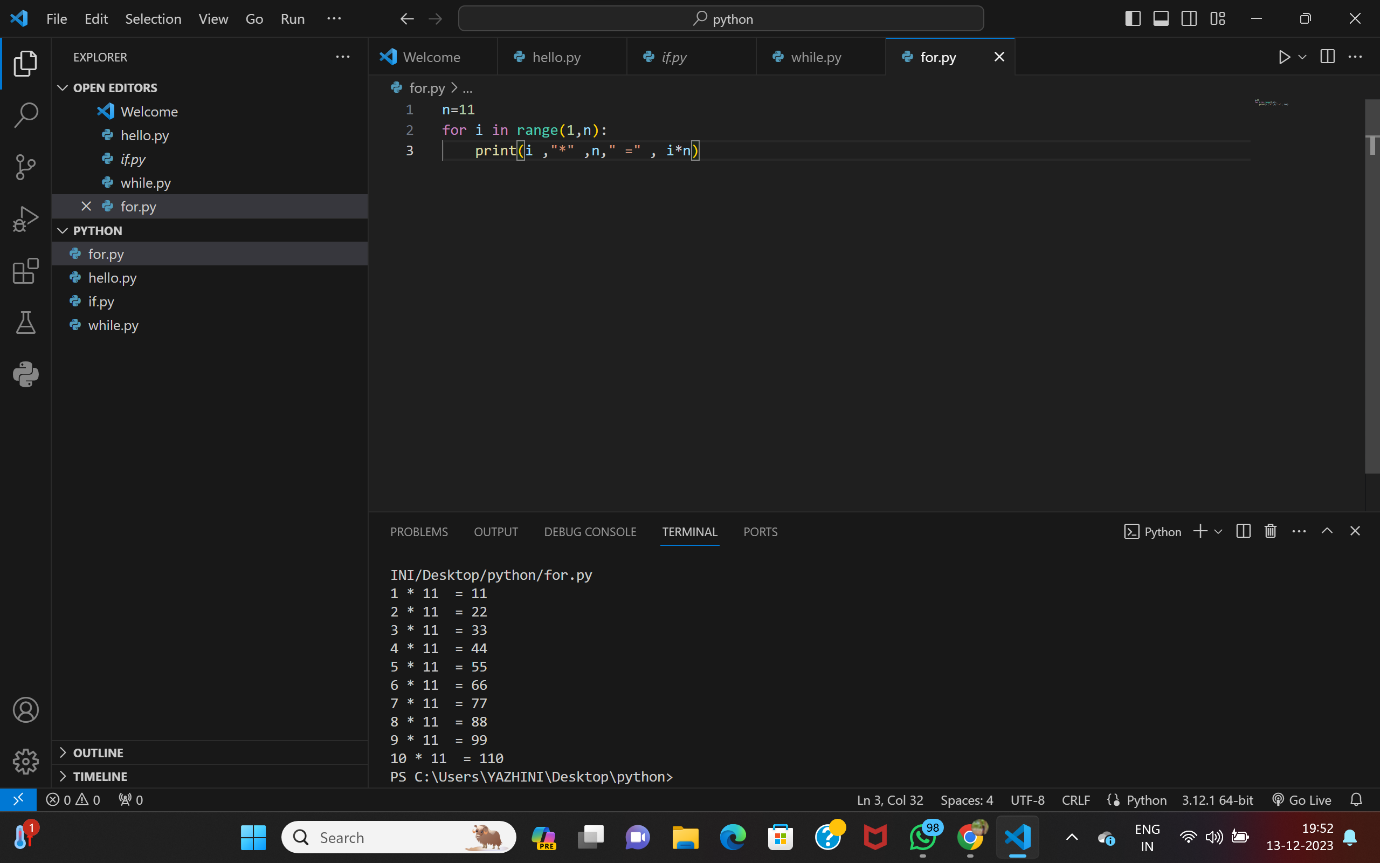 File Edit Selection View Go Run ··· python
EXPLORER ···
OPEN EDITORS
Welcome
hello.py
if.py
while.py
for.py
PYTHON
for.py
hello.py
if.py
while.py
OUTLINE
TIMELINE
Welcome hello.py if.py while.py for.py
for.py > ...
1 n=11
2 for i in range(1,n):
3     print(i ,"*" ,n," =" , i*n)
PROBLEMS OUTPUT DEBUG CONSOLE TERMINAL PORTS Python
INI/Desktop/python/for.py
1 * 11  = 11
2 * 11  = 22
3 * 11  = 33
4 * 11  = 44
5 * 11  = 55
6 * 11  = 66
7 * 11  = 77
8 * 11  = 88
9 * 11  = 99
10 * 11  = 110
PS C:\Users\YAZHINI\Desktop\python>
0 0 0 Ln 3, Col 32 Spaces: 4 UTF-8 CRLF Python 3.12.1 64-bit Go Live
1 Search PRE 98 ENG 19:52
IN 13-12-2023